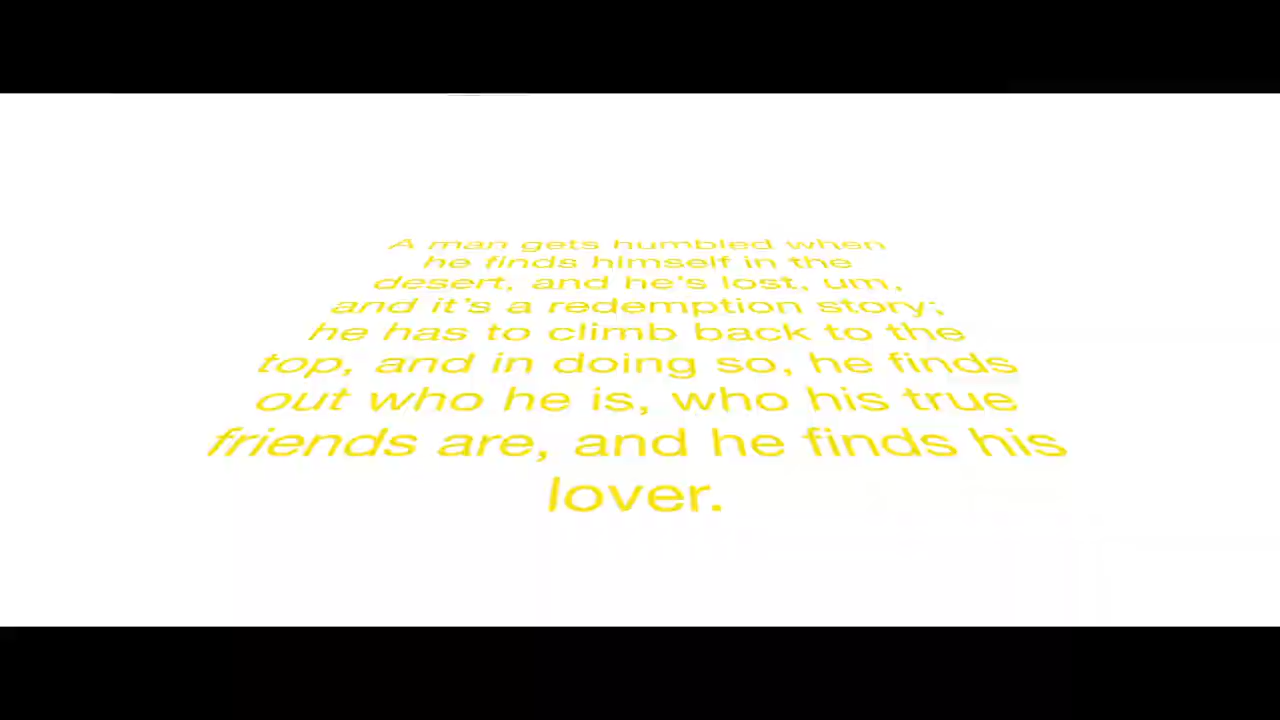 A man gets humbled when
he finds himself in the
desert, and he's lost, um,
and it's a redemption story;
he has to climb back to the
top, and in doing so, he finds
out who he is, who his true
friends are, and he finds his
lover.